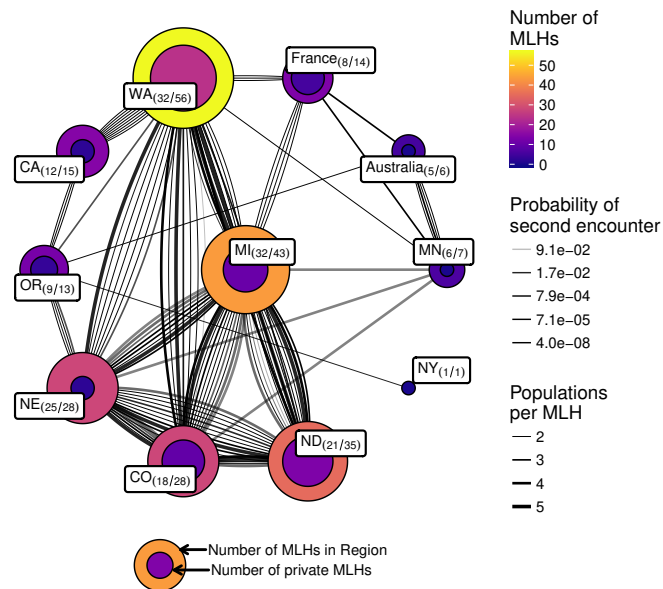 France(8/14)
WA(32/56)
CA(12/15)
Australia(5/6)
MI(32/43)
MN(6/7)
OR(9/13)
NY(1/1)
NE(25/28)
ND(21/35)
CO(18/28)
Number of MLHs in Region
Number of private MLHs
Number of
MLHs
50
40
30
20
10
0
Probability of
second encounter
9.1e−02
1.7e−02
7.9e−04
7.1e−05
4.0e−08
Populations
per MLH
2
3
4
5